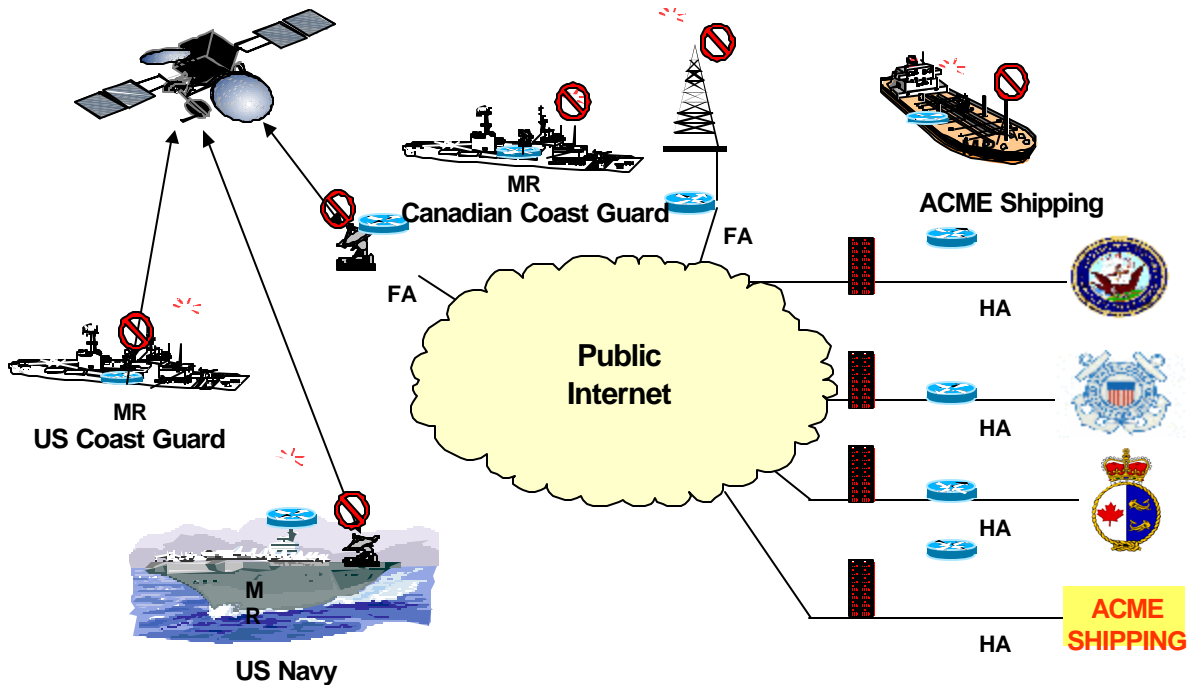 MR
Canadian Coast Guard
ACME Shipping
FA
FA
HA
Public
Internet
MR
US Coast Guard
HA
HA
M
R
US Navy
HA
ACME
SHIPPING